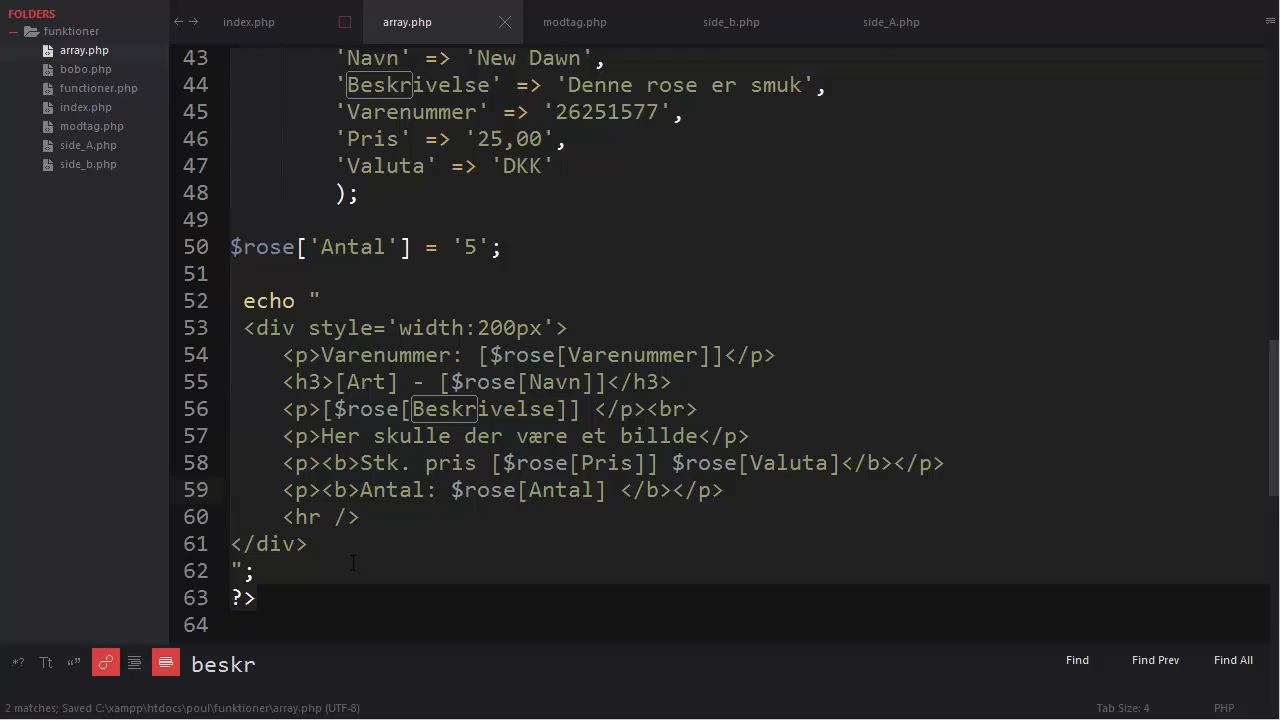 FOLDERS
funktioner
array.php
bobo.php
functioner.php
index.php
modtag.php
side_A.php
side_b.php
index.php
array.php
modtag.php
side_b.php
side_A.php
43 'Navn' => 'New Dawn',
44 'Beskrivelse' => 'Denne rose er smuk',
45 'Varenummer' => '26251577',
46 'Pris' => '25,00',
47 'Valuta' => 'DKK'
48 );
49
50 $rose['Antal'] = '5';
51
52 echo "
53 <div style='width:200px'>
54 <p>Varenummer: [$rose[Varenummer]]</p>
55 <h3>[Art] - [$rose[Navn]]</h3>
56 <p>[$rose[Beskrivelse]] </p><br>
57 <p>Her skulle der være et billde</p>
58 <p><b>Stk. pris [$rose[Pris]] $rose[Valuta]</b></p>
59 <p><b>Antal: $rose[Antal] </b></p>
60 <hr />
61 </div>
62 ";
63 ?>
64
.* Tt “” beskr Find Find Prev Find All
2 matches; Saved C:\xampp\htdocs\poul\funktioner\array.php (UTF-8) Tab Size: 4 PHP